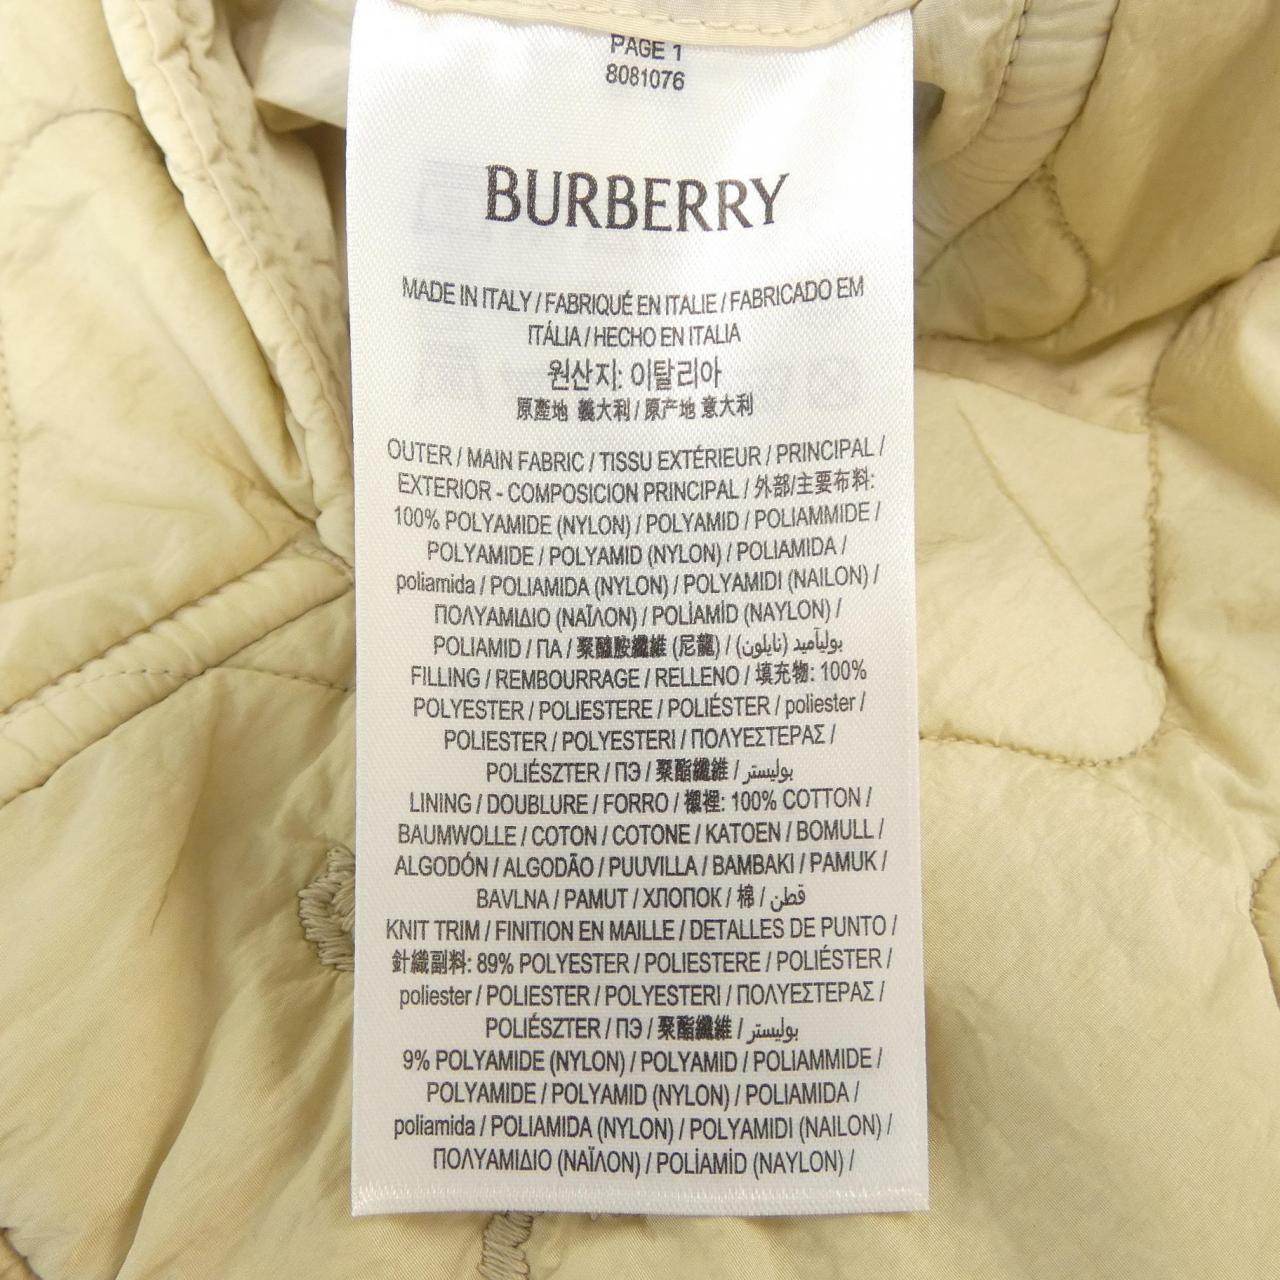 PAGE 1
8081076
BURBERRY
MADE IN ITALY / FABRIQUÉ EN ITALIE / FABRICADO EM
ITÁLIA / HECHO EN ITALIA
원산지: 이탈리아
原產地 義大利 / 原产地 意大利
OUTER / MAIN FABRIC / TISSU EXTÉRIEUR / PRINCIPAL /
EXTERIOR - COMPOSICION PRINCIPAL / 外部/主要布料:
100% POLYAMIDE (NYLON) / POLYAMID / POLIAMMIDE /
POLYAMIDE / POLYAMID (NYLON) / POLIAMIDA /
poliamida / POLIAMIDA (NYLON) / POLYAMIDI (NAILON) /
ΠΟΛΥΑΜΙΔΙΟ (ΝΑΪΛΟΝ) / POLİAMİD (NAYLON) /
POLIAMID / ПА / 聚醯胺纖維 (尼龍) / بوليآميد (نايلون)
FILLING / REMBOURRAGE / RELLENO / 填充物: 100%
POLYESTER / POLIESTERE / POLIÉSTER / poliester /
POLIESTER / POLYESTERI / ΠΟΛΥΕΣΤΕΡΑΣ /
POLIÉSZTER / ПЭ / 聚酯纖維 / بوليستر
LINING / DOUBLURE / FORRO / 襯裡: 100% COTTON /
BAUMWOLLE / COTON / COTONE / KATOEN / BOMULL /
ALGODÓN / ALGODÃO / PUUVILLA / BAMBAKI / PAMUK /
BAVLNA / PAMUT / ХЛОПОК / 棉 / قطن
KNIT TRIM / FINITION EN MAILLE / DETALLES DE PUNTO /
針織副料: 89% POLYESTER / POLIESTERE / POLIÉSTER /
poliester / POLIESTER / POLYESTERI / ΠΟΛΥΕΣΤΕΡΑΣ /
POLIÉSZTER / ПЭ / 聚酯纖維 / بوليستر
9% POLYAMIDE (NYLON) / POLYAMID / POLIAMMIDE /
POLYAMIDE / POLYAMID (NYLON) / POLIAMIDA /
poliamida / POLIAMIDA (NYLON) / POLYAMIDI (NAILON) /
ΠΟΛΥΑΜΙΔΙΟ (ΝΑΪΛΟΝ) / POLİAMİD (NAYLON) /